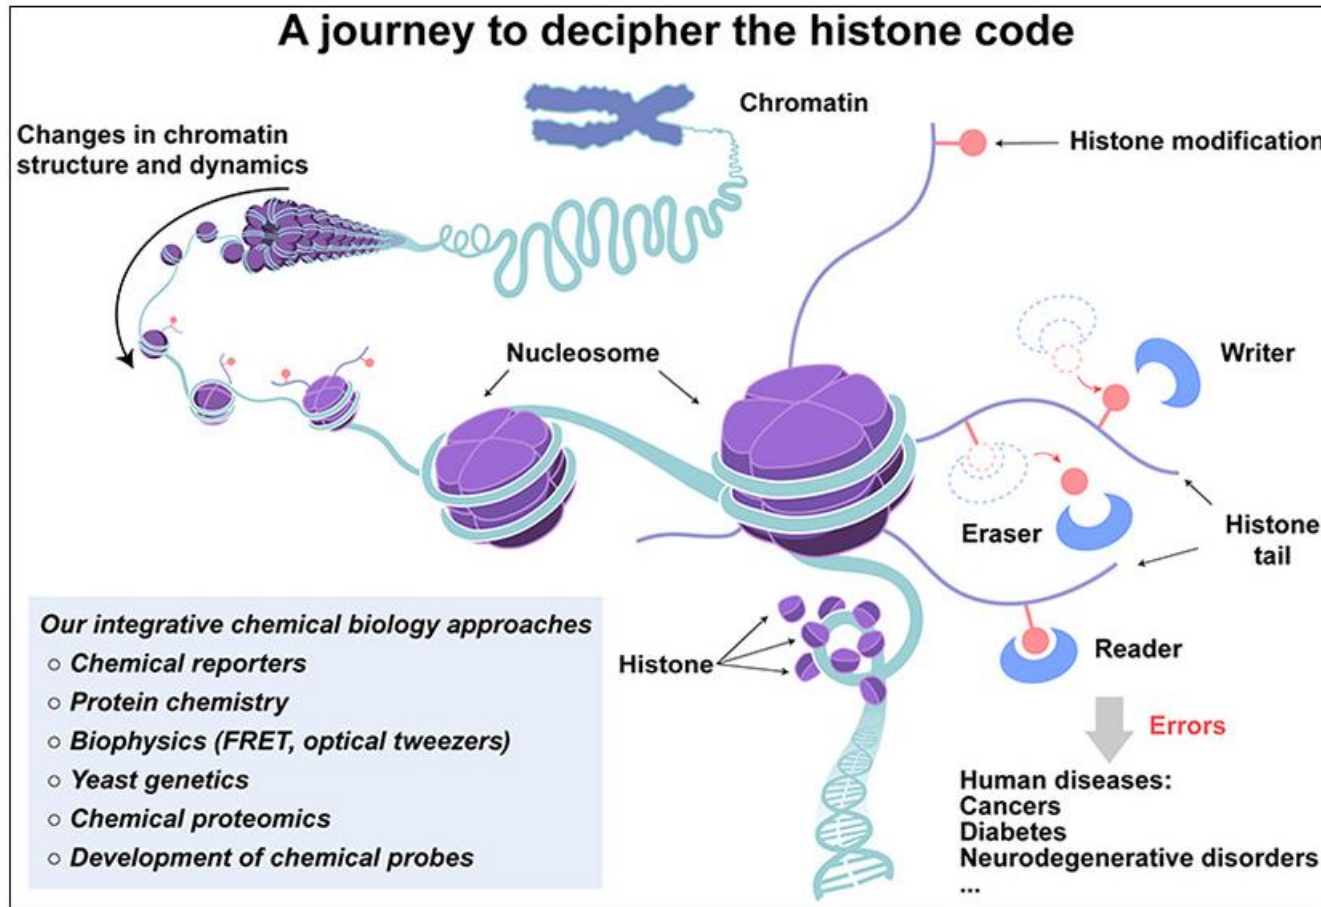 A journey to decipher the histone code
Chromatin
Changes in chromatin
structure and dynamics
Histone modification
Nucleosome
Writer
Eraser
Histone
tail
Reader
Histone
Errors
Human diseases:
Cancers
Diabetes
Neurodegenerative disorders
...
Our integrative chemical biology approaches
○ Chemical reporters
○ Protein chemistry
○ Biophysics (FRET, optical tweezers)
○ Yeast genetics
○ Chemical proteomics
○ Development of chemical probes